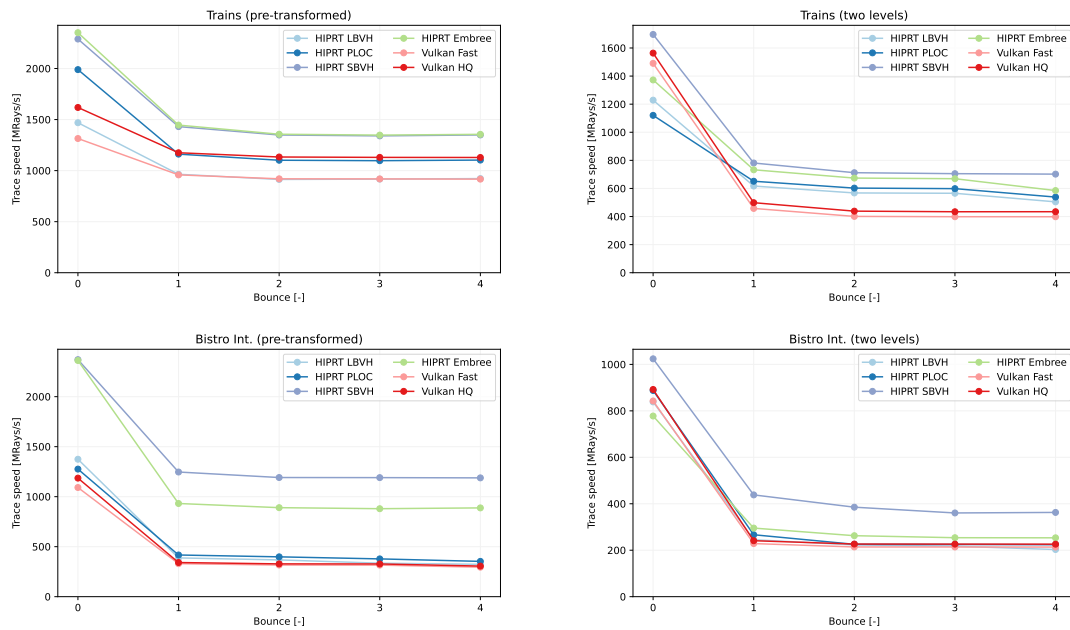 Trains (pre-transformed)
Trace speed [MRays/s]
2000
1500
1000
500
0
HIPRT LBVH
HIPRT PLOC
HIPRT SBVH
HIPRT Embree
Vulkan Fast
Vulkan HQ
0 1 2 3 4
Bounce [-]
Trains (two levels)
Trace speed [MRays/s]
1600
1400
1200
1000
800
600
400
200
0
HIPRT LBVH
HIPRT PLOC
HIPRT SBVH
HIPRT Embree
Vulkan Fast
Vulkan HQ
0 1 2 3 4
Bounce [-]
Bistro Int. (pre-transformed)
Trace speed [MRays/s]
2000
1500
1000
500
0
HIPRT LBVH
HIPRT PLOC
HIPRT SBVH
HIPRT Embree
Vulkan Fast
Vulkan HQ
0 1 2 3 4
Bounce [-]
Bistro Int. (two levels)
Trace speed [MRays/s]
1000
800
600
400
200
0
HIPRT LBVH
HIPRT PLOC
HIPRT SBVH
HIPRT Embree
Vulkan Fast
Vulkan HQ
0 1 2 3 4
Bounce [-]